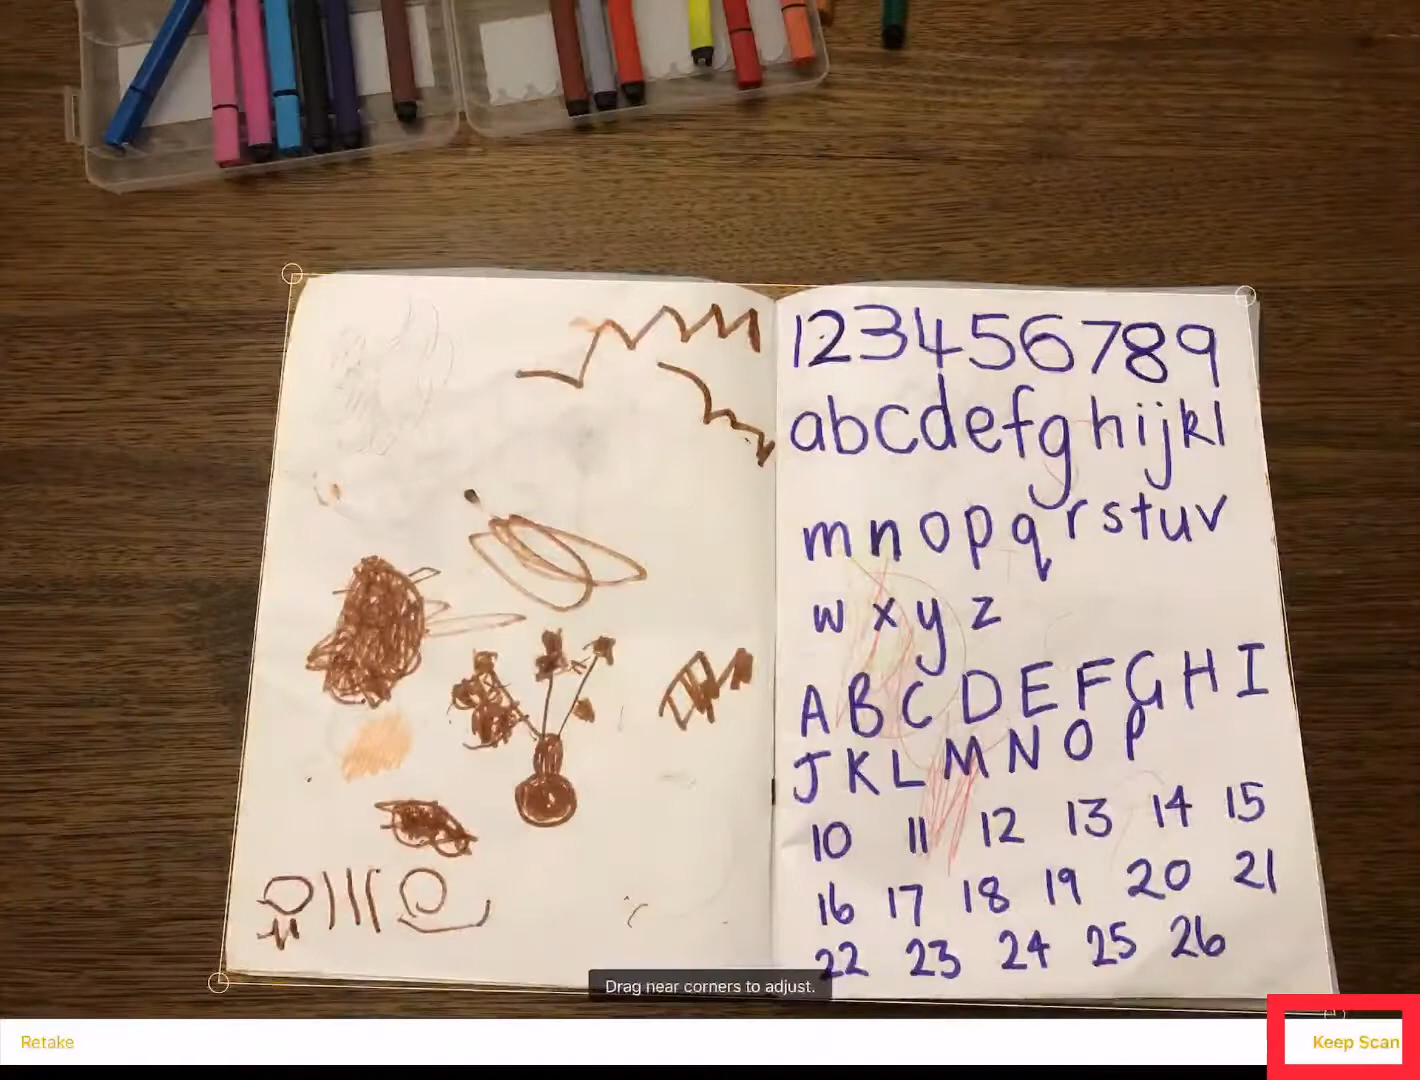 123456789
abcdefghijkl
mnopqrstuv
wxyz
ABCDEFGHI
JKLMNOP
10 11 12 13 14 15
16 17 18 19 20 21
22 23 24 25 26
Drag near corners to adjust.
Retake
Keep Scan